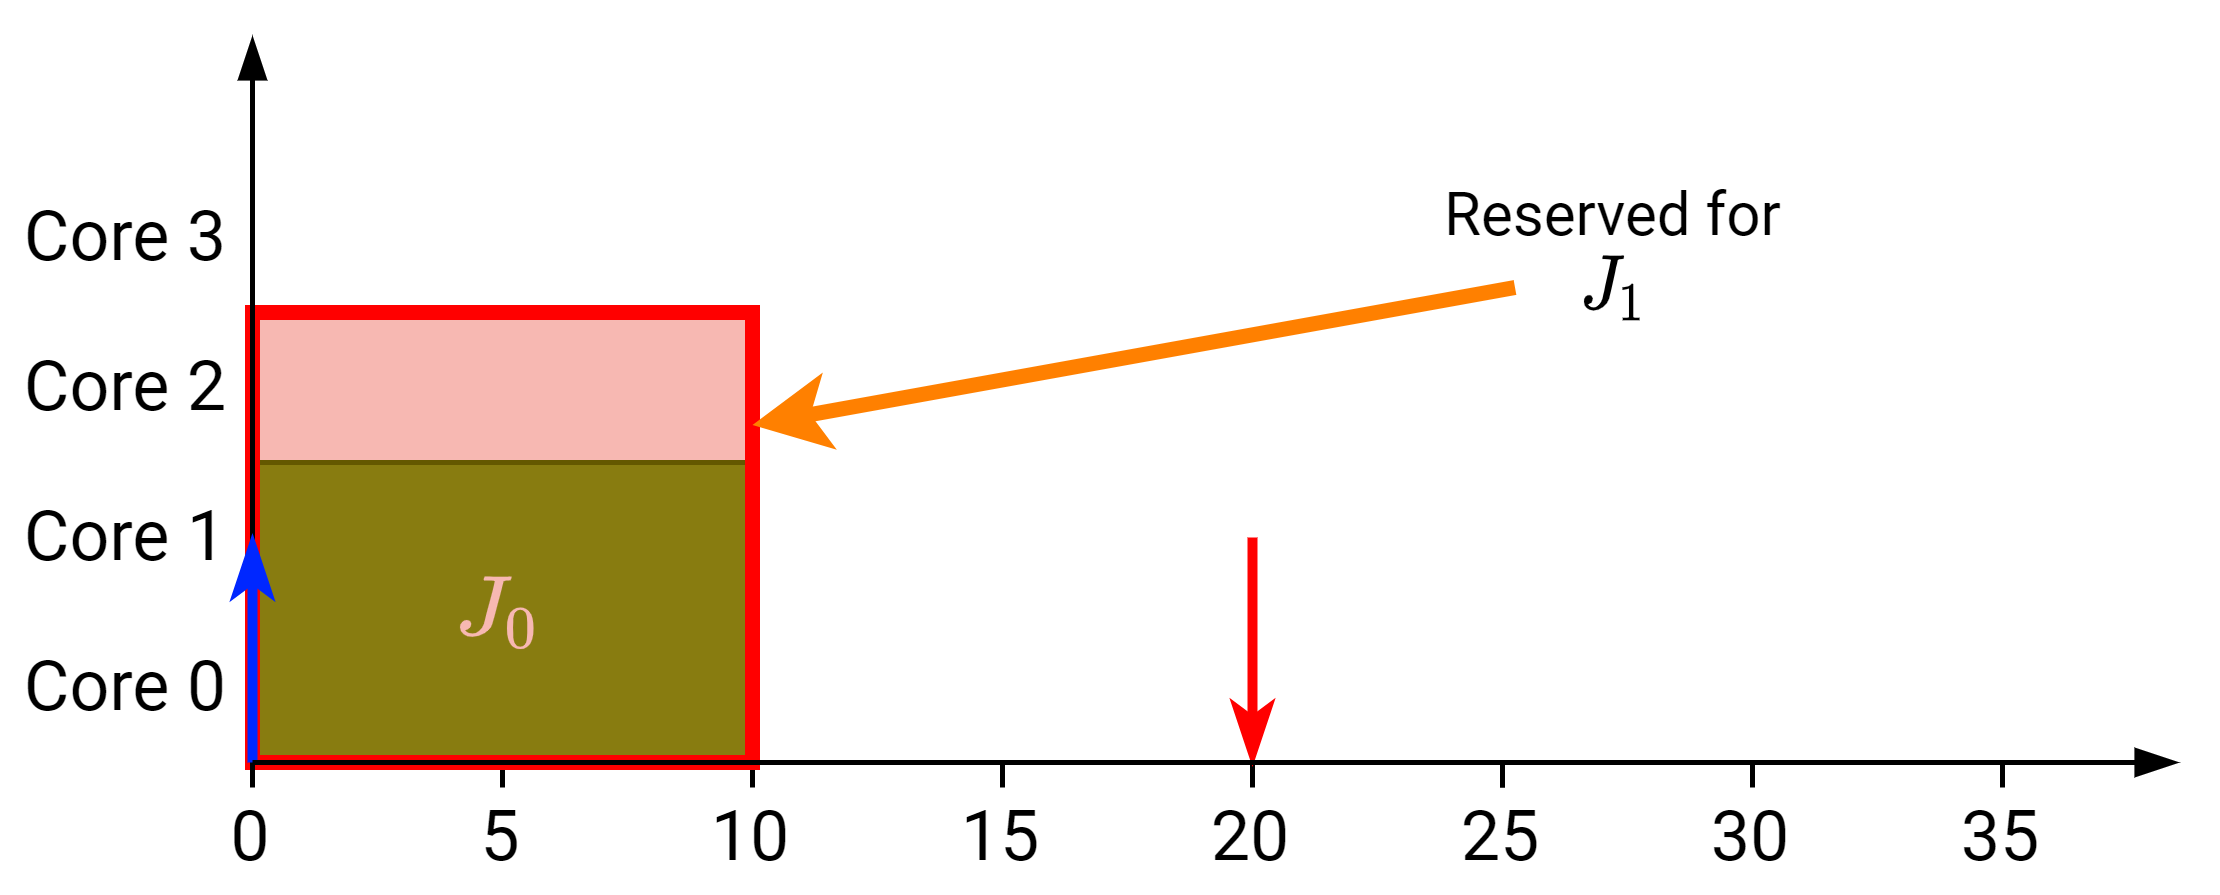 Core 3
Reserved for
J₁
Core 2
Core 1
J₀
Core 0
0 5 10 15 20 25 30 35